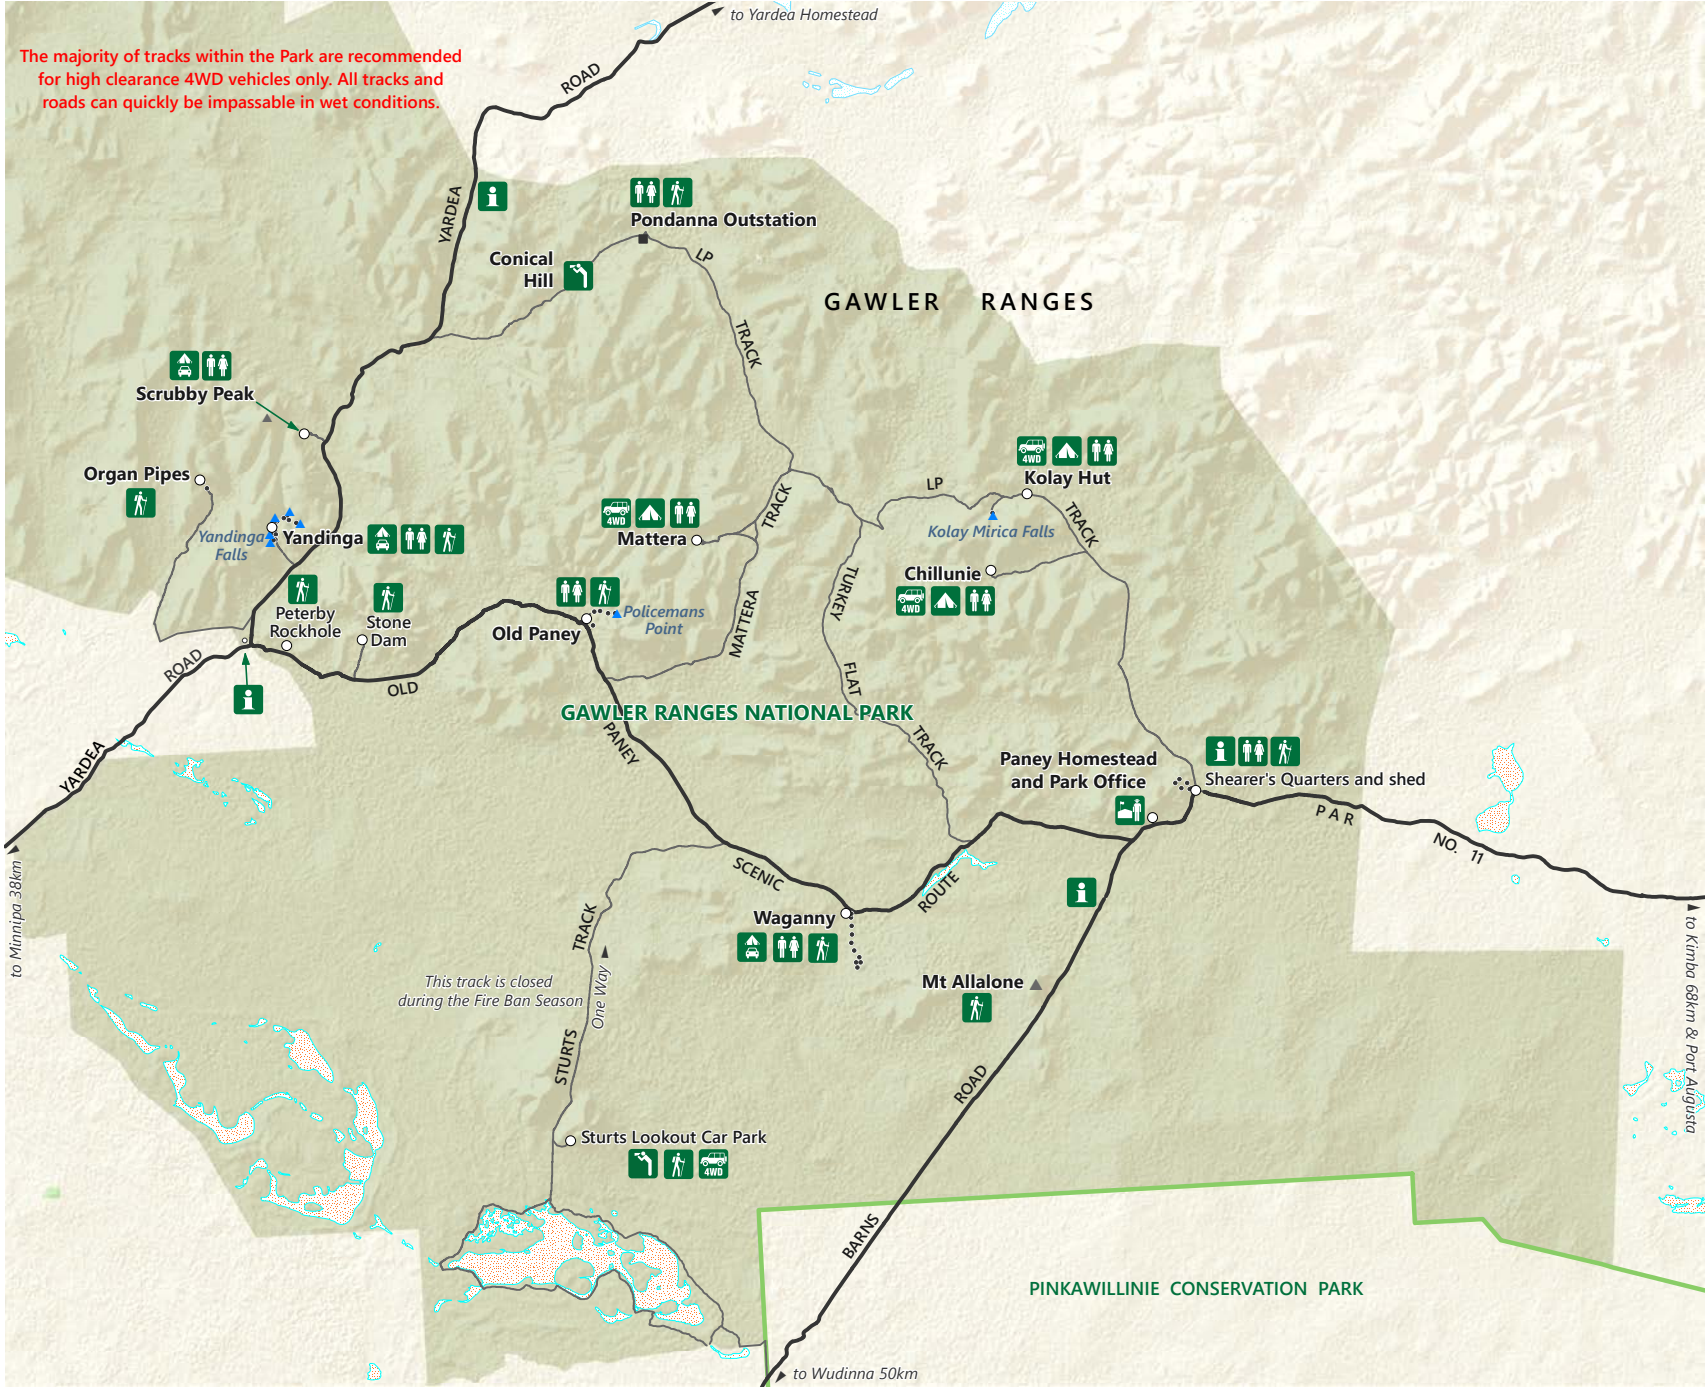 to Yardea Homestead
The majority of tracks within the Park are recommended
for high clearance 4WD vehicles only. All tracks and
roads can quickly be impassable in wet conditions.
ROAD
YARDEA
Pondanna Outstation
Conical
Hill
LP
TRACK
GAWLER RANGES
Scrubby Peak
Organ Pipes
Yandinga
Falls
Yandinga
4WD
Kolay Hut
LP
TRACK
Kolay Mirica Falls
4WD
Mattera
TRACK
MATTERA
Chillunie
4WD
TURKEY
FLAT
TRACK
Peterby
Rockhole
Stone
Dam
Old Paney
Policemans
Point
ROAD
YARDEA
OLD
PANEY
SCENIC
ROUTE
GAWLER RANGES NATIONAL PARK
Paney Homestead
and Park Office
Shearer's Quarters and shed
PAR
NO. 11
to Minnipa 38km
Waganny
Mt Allalone
TRACK
STURTS
One Way
This track is closed
during the Fire Ban Season
to Kimba 68km & Port Augusta
ROAD
BARNS
Sturts Lookout Car Park
4WD
PINKAWILLINIE CONSERVATION PARK
to Wudinna 50km